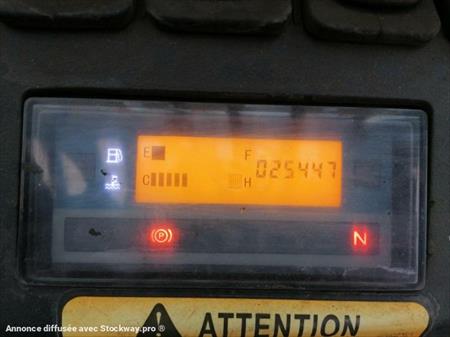 E F 025447
C H
P N
ATTENTION
Annonce diffusée avec Stockway.pro ®